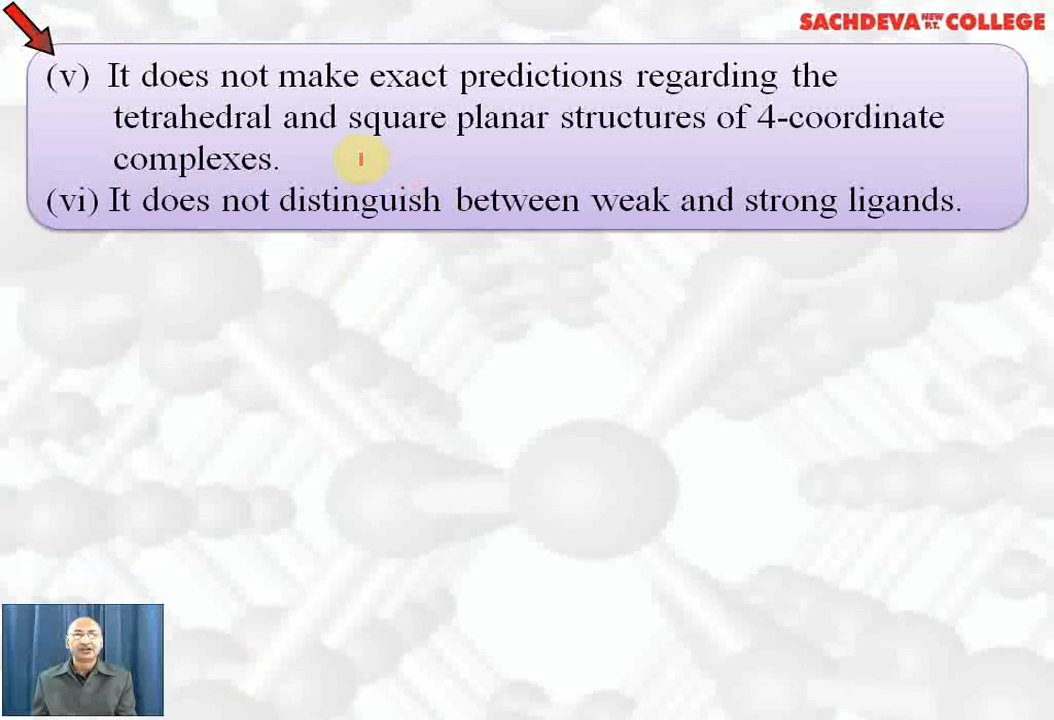 SACHDEVA NEW P.T. COLLEGE
(v) It does not make exact predictions regarding the
tetrahedral and square planar structures of 4-coordinate
complexes.
(vi) It does not distinguish between weak and strong ligands.